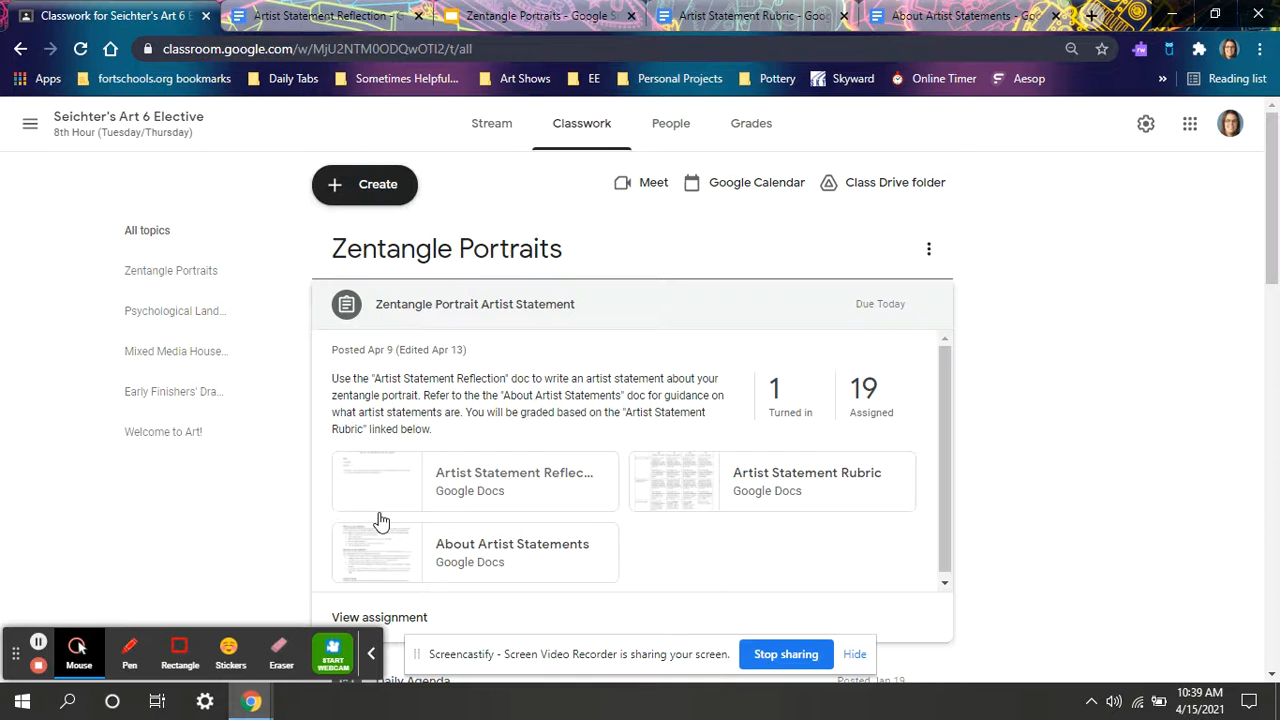 Classwork for Seichter's Art 6 E
Artist Statement Reflection -
Zentangle Portraits - Google S
Artist Statement Rubric - Goog
About Artist Statements - Goo
classroom.google.com/w/MjU2NTM0ODQwOTI2/t/all
Apps
fortschools.org bookmarks
Daily Tabs
Sometimes Helpful...
Art Shows
EE
Personal Projects
Pottery
Skyward
Online Timer
Aesop
»
Reading list
Seichter's Art 6 Elective
8th Hour (Tuesday/Thursday)
Stream
Classwork
People
Grades
+ Create
Meet
Google Calendar
Class Drive folder
All topics
Zentangle Portraits
Psychological Land...
Mixed Media House...
Early Finishers' Dra...
Welcome to Art!
Zentangle Portraits
Zentangle Portrait Artist Statement
Due Today
Posted Apr 9 (Edited Apr 13)
Use the "Artist Statement Reflection" doc to write an artist statement about your
zentangle portrait. Refer to the the "About Artist Statements" doc for guidance on
what artist statements are. You will be graded based on the "Artist Statement
Rubric" linked below.
1
Turned in
19
Assigned
Artist Statement Reflec...
Google Docs
Artist Statement Rubric
Google Docs
About Artist Statements
Google Docs
View assignment
Mouse
Pen
Rectangle
Stickers
Eraser
START
WEBCAM
Screencastify - Screen Video Recorder is sharing your screen.
Stop sharing
Hide
Daily Agenda
Posted Jan 19
10:39 AM
4/15/2021